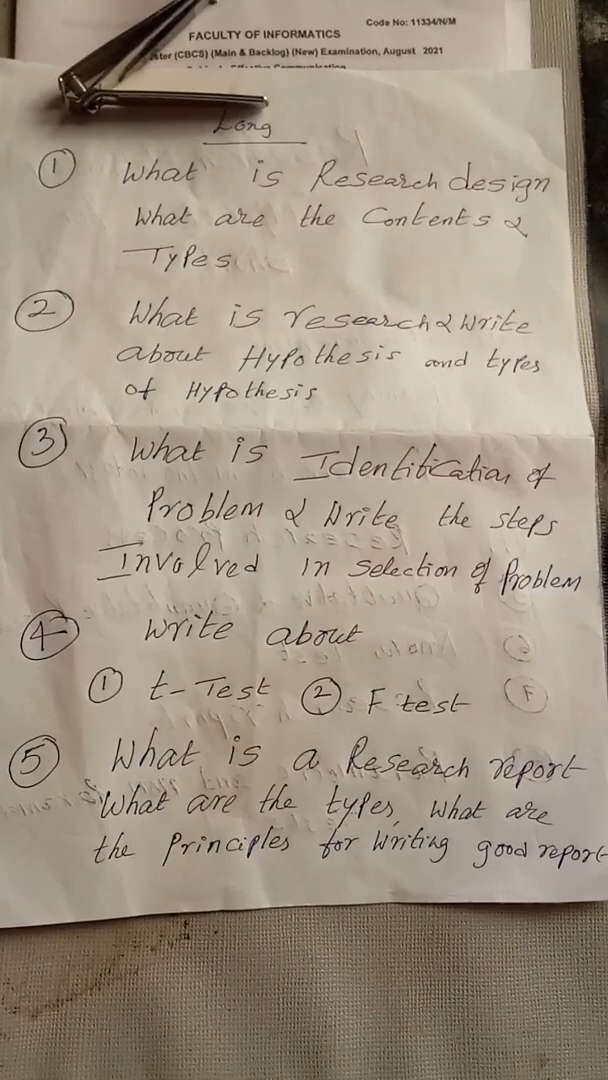 Code No: 11334/N/M
FACULTY OF INFORMATICS
ster (CBCS) (Main & Backlog) (New) Examination, August 2021
Long
① What is Research design
What are the Contents &
Types
② What is research & Write
about Hypothesis and types
of Hypothesis
③ What is Identification of
Problem & Write the steps
Involved in Selection of Problem
④ Write about
① t-Test ② F test
⑤ What is a Research report
What are the types, What are
the Principles for Writing good report